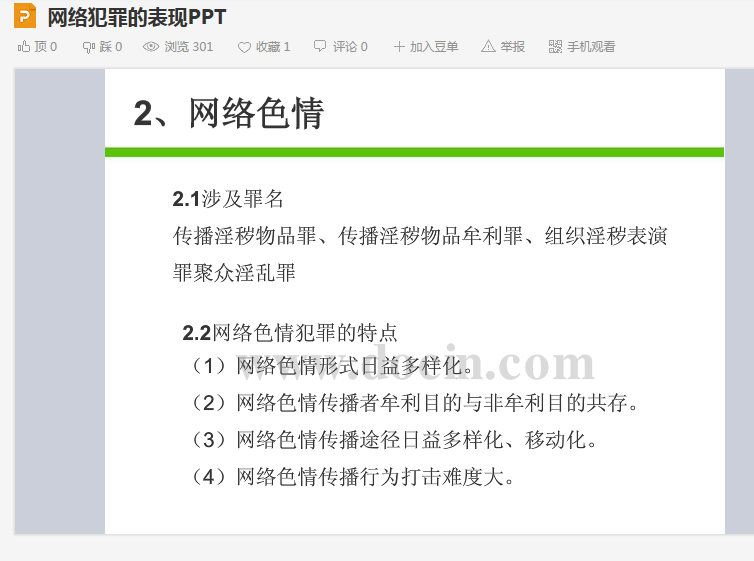 网络犯罪的表现PPT
顶 0 踩 0 浏览 301 收藏 1 评论 0 加入豆单 举报 手机观看
2、网络色情
2.1涉及罪名
传播淫秽物品罪、传播淫秽物品牟利罪、组织淫秽表演
罪聚众淫乱罪
2.2网络色情犯罪的特点
（1）网络色情形式日益多样化。
（2）网络色情传播者牟利目的与非牟利目的共存。
（3）网络色情传播途径日益多样化、移动化。
（4）网络色情传播行为打击难度大。
www.docin.com